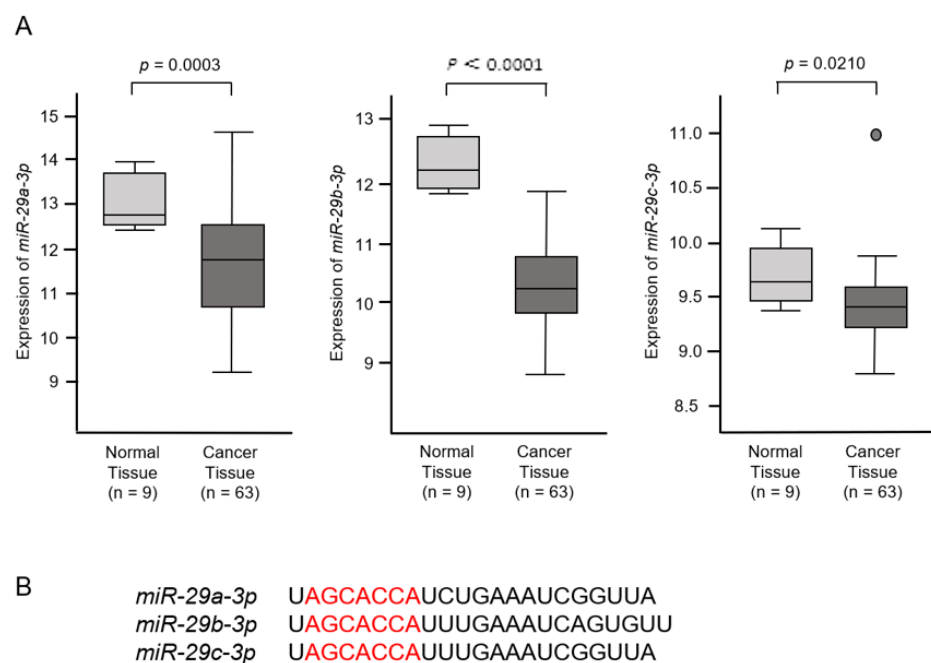 A
p = 0.0003
P < 0.0001
p = 0.0210
Expression of miR-29a-3p
15
14
13
12
11
10
9
Normal Tissue (n = 9)
Cancer Tissue (n = 63)
Expression of miR-29b-3p
13
12
11
10
9
Normal Tissue (n = 9)
Cancer Tissue (n = 63)
Expression of miR-29c-3p
11.0
10.5
10.0
9.5
9.0
8.5
Normal Tissue (n = 9)
Cancer Tissue (n = 63)
B
miR-29a-3p UAGCACCAUCUGAAAUCGGUUA
miR-29b-3p UAGCACCAUUUGAAAUCAGUGUU
miR-29c-3p UAGCACCAUUUGAAAUCGGUUA